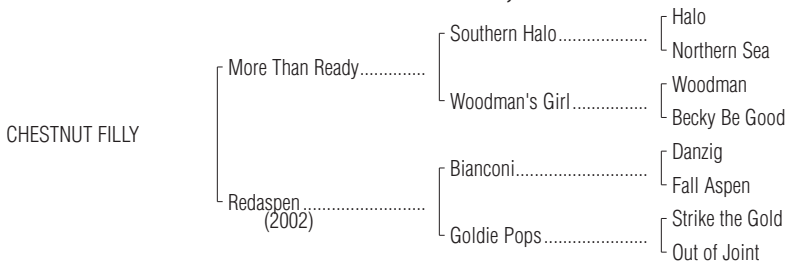 Halo
Southern Halo....................
Northern Sea
More Than Ready..............
Woodman
Woodman's Girl.................
Becky Be Good
CHESTNUT FILLY
Danzig
Bianconi............................
Fall Aspen
Redaspen..........................
(2002)
Strike the Gold
Goldie Pops......................
Out of Joint